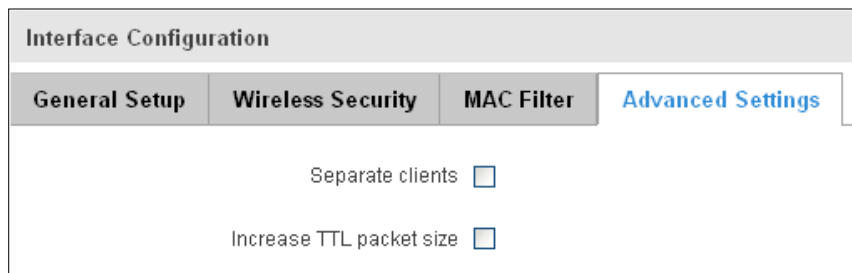 Interface Configuration
General Setup Wireless Security MAC Filter Advanced Settings
Separate clients
Increase TTL packet size